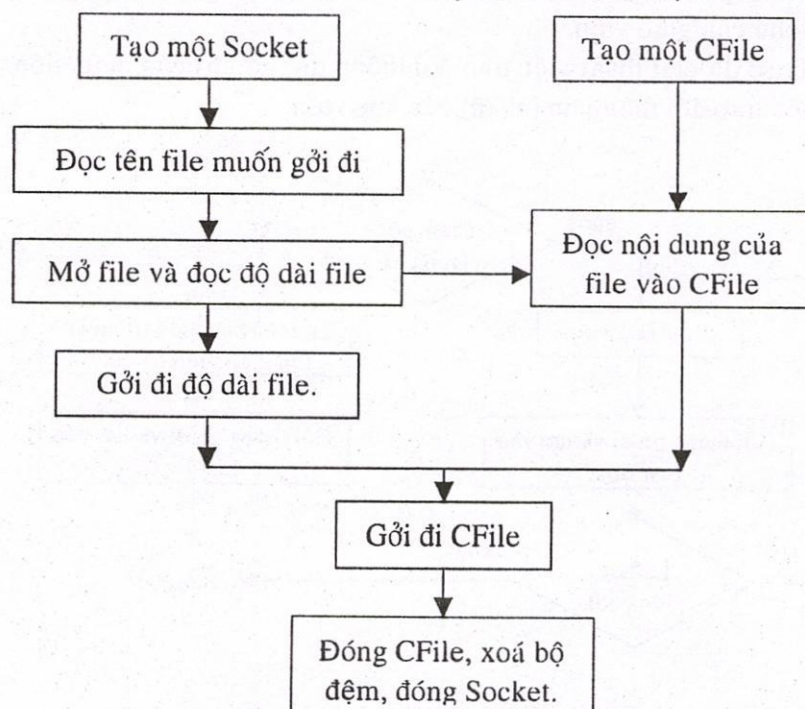 Tạo một Socket
Tạo một CFile
Đọc tên file muốn gởi đi
Mở file và đọc độ dài file
Đọc nội dung của
file vào CFile
Gởi đi độ dài file.
Gởi đi CFile
Đóng CFile, xoá bộ
đệm, đóng Socket.